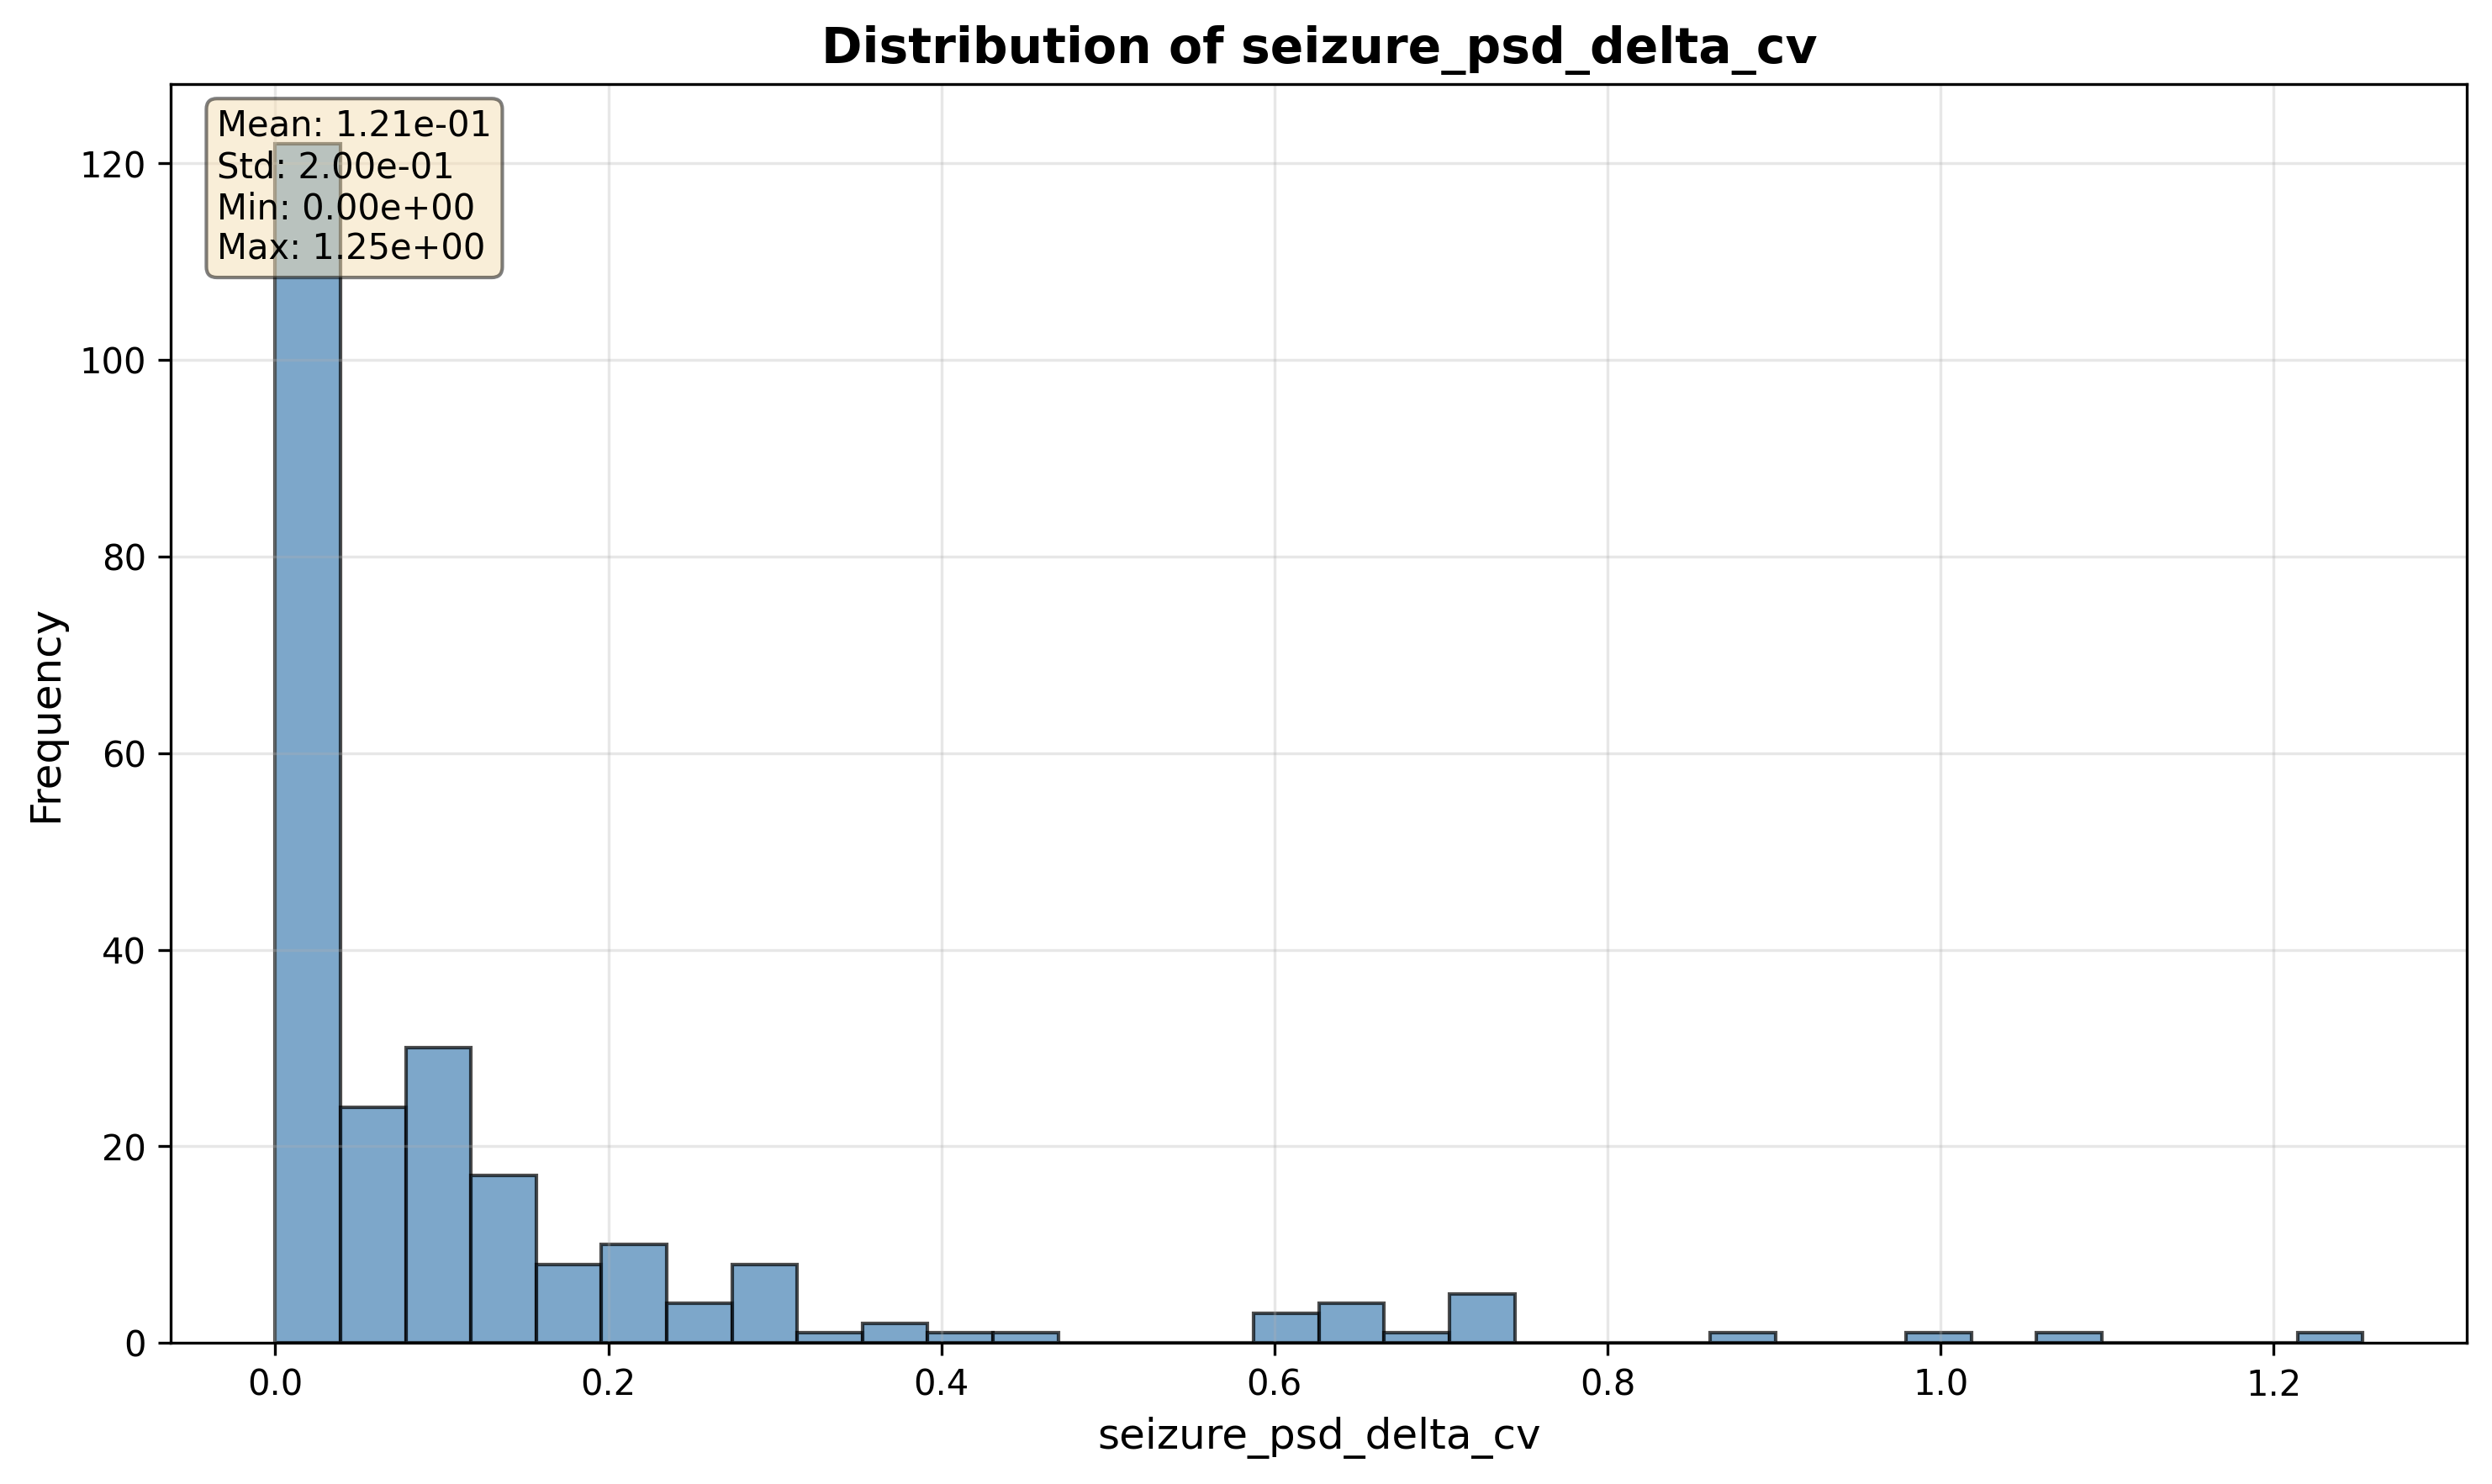 Distribution of seizure_psd_delta_cv
Mean: 1.21e-01
Std: 2.00e-01
Min: 0.00e+00
Max: 1.25e+00
120
100
80
60
40
20
0
Frequency
0.0 0.2 0.4 0.6 0.8 1.0 1.2
seizure_psd_delta_cv